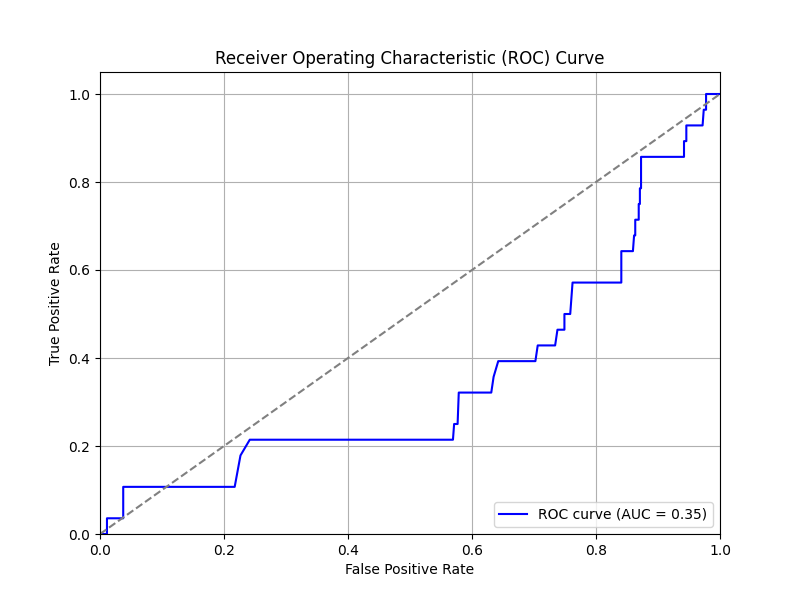 Receiver Operating Characteristic (ROC) Curve
True Positive Rate
1.0
0.8
0.6
0.4
0.2
0.0
0.0 0.2 0.4 0.6 0.8 1.0
False Positive Rate
ROC curve (AUC = 0.35)